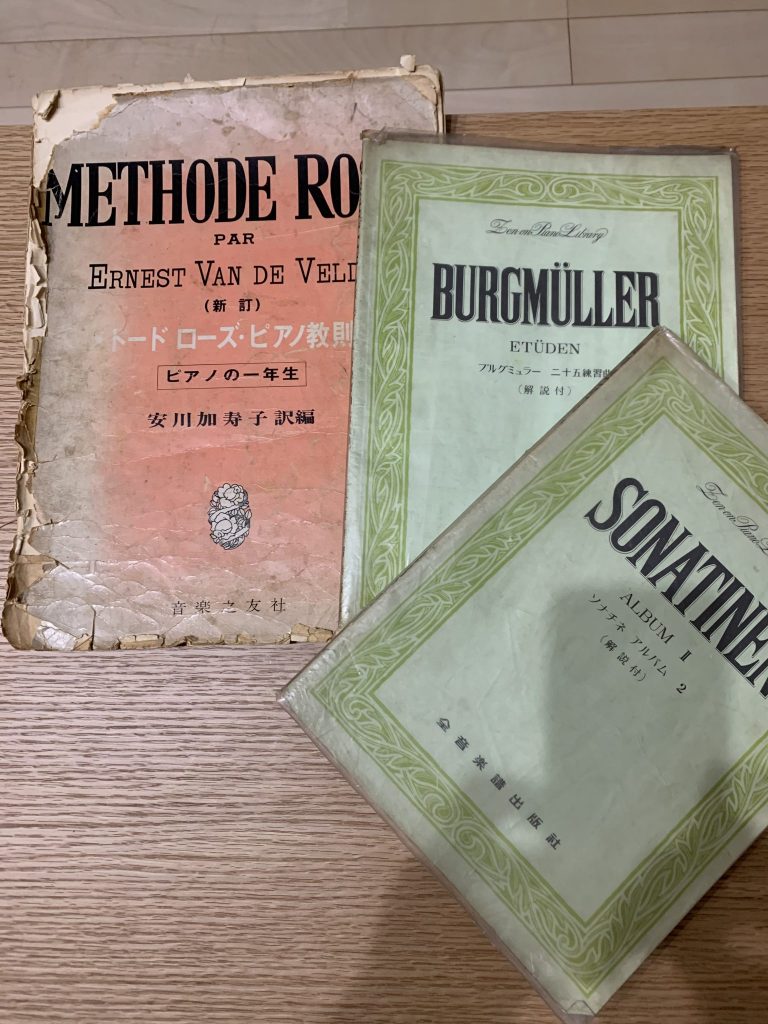 METHODE RO
PAR
ERNEST VAN DE VELD
(新訂)
トード ローズ・ピアノ教則
ピアノの一年生
安川加寿子訳編
音楽之友社
Zen-on Piano Library
BURGMÜLLER
ETÜDEN
ブルグミュラー 二十五練習曲
(解説付)
Zen-on Piano L
SONATINEN
ALBUM II
ソナチネ アルバム 2
(解説付)
全音楽譜出版社